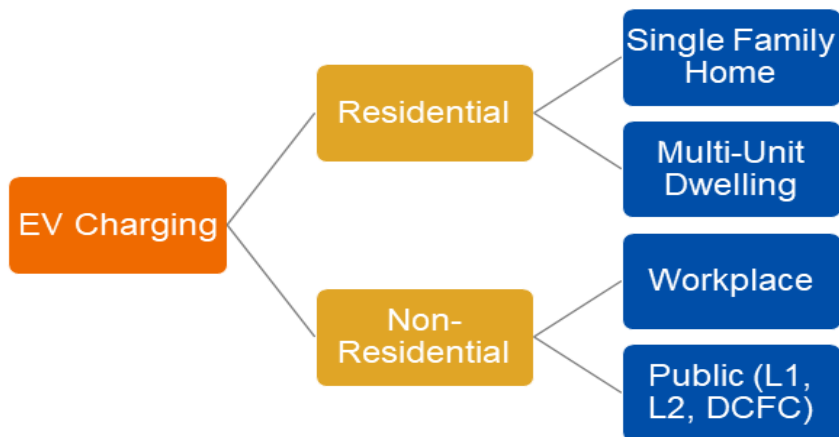 EV Charging
Residential
Non-
Residential
Single Family
Home
Multi-Unit
Dwelling
Workplace
Public (L1,
L2, DCFC)